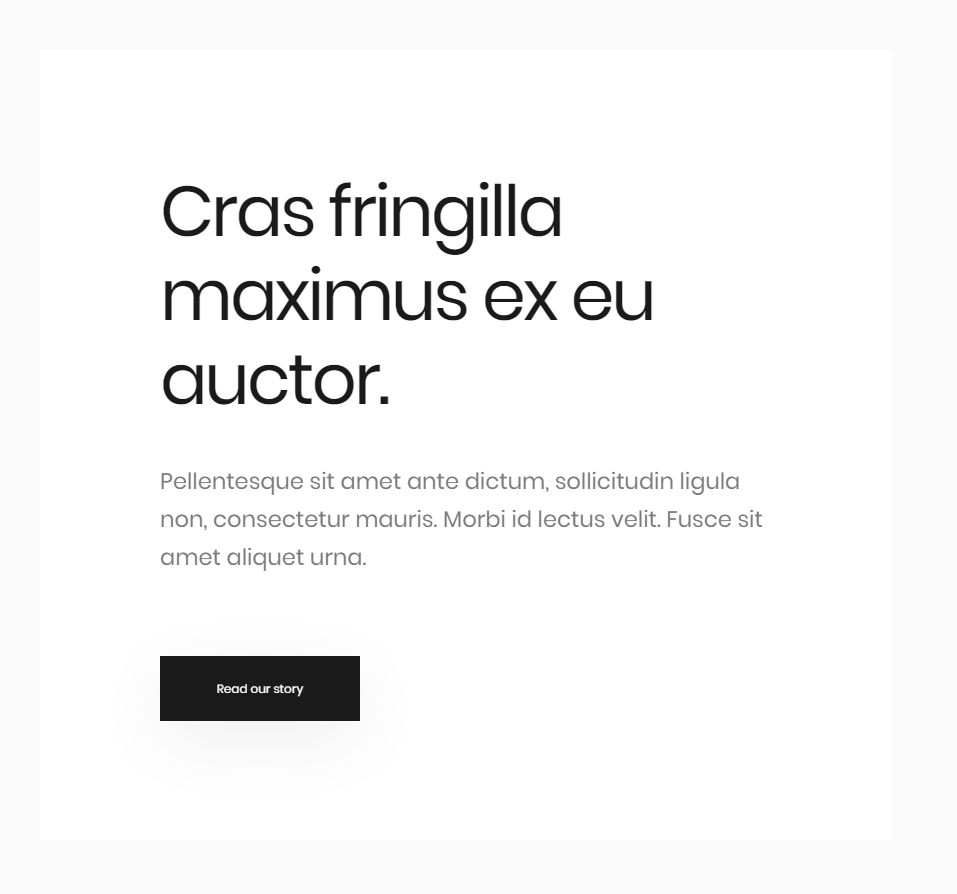 Cras fringilla
maximus ex eu
auctor.
Pellentesque sit amet ante dictum, sollicitudin ligula
non, consectetur mauris. Morbi id lectus velit. Fusce sit
amet aliquet urna.
Read our story